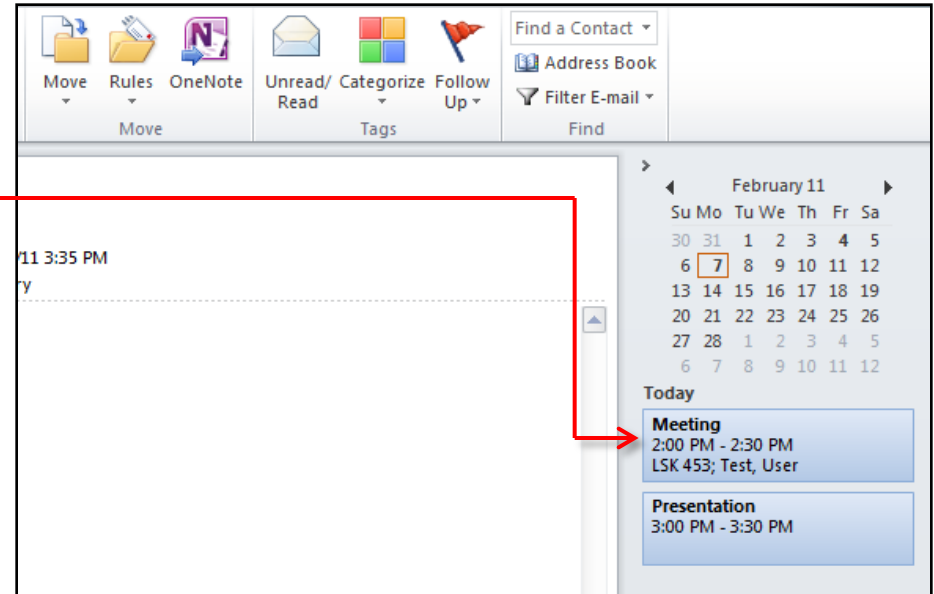 Find a Contact
Address Book
Move Rules OneNote Unread/ Categorize Follow
Read Up
Filter E-mail
Move Tags Find
February 11
Su Mo Tu We Th Fr Sa
30 31 1 2 3 4 5
/11 3:35 PM
6 7 8 9 10 11 12
13 14 15 16 17 18 19
20 21 22 23 24 25 26
27 28 1 2 3 4 5
6 7 8 9 10 11 12
Today
Meeting
2:00 PM - 2:30 PM
LSK 453; Test, User
Presentation
3:00 PM - 3:30 PM